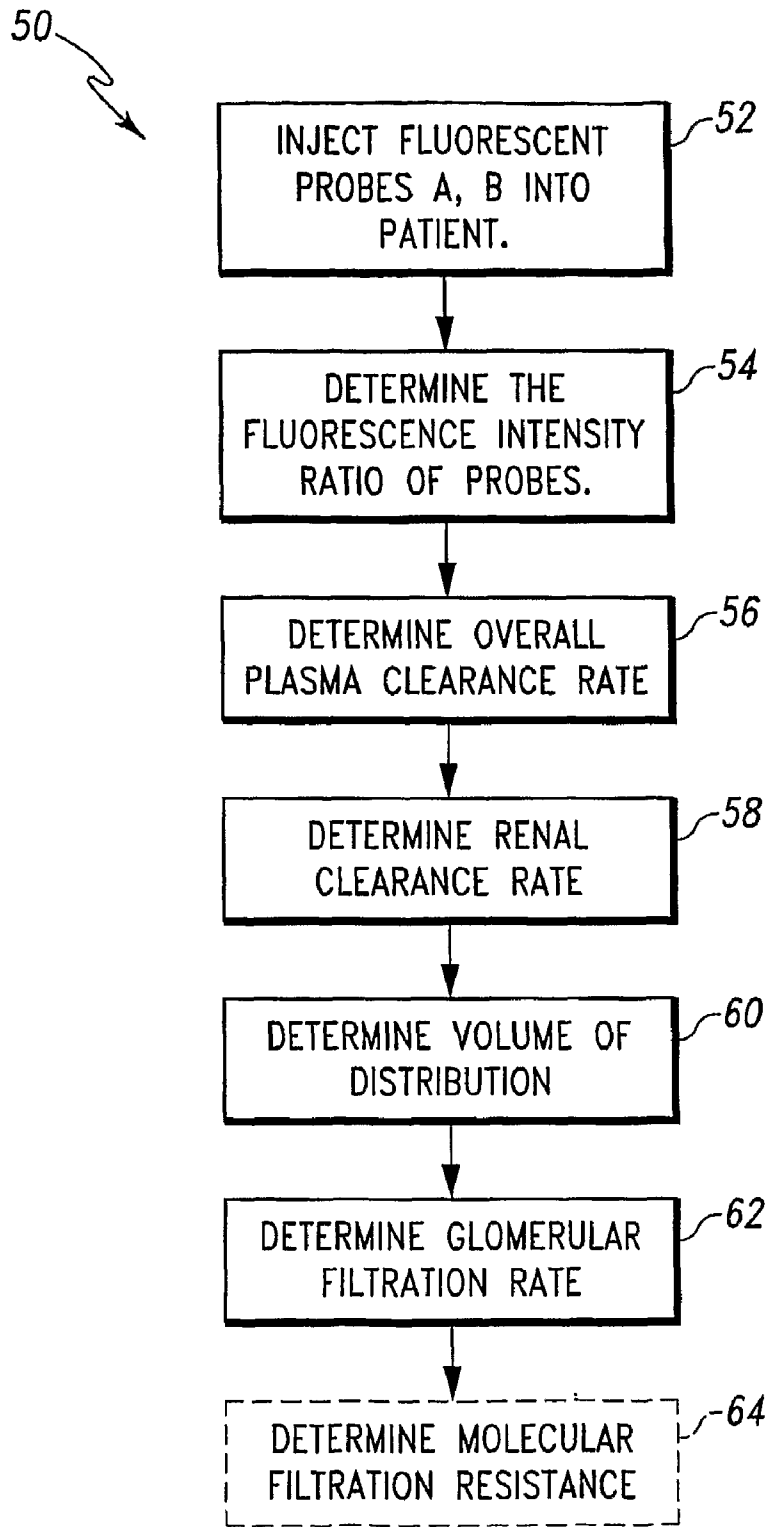 50
52
INJECT FLUORESCENT
PROBES A, B INTO
PATIENT.
54
DETERMINE THE
FLUORESCENCE INTENSITY
RATIO OF PROBES.
56
DETERMINE OVERALL
PLASMA CLEARANCE RATE
58
DETERMINE RENAL
CLEARANCE RATE
60
DETERMINE VOLUME OF
DISTRIBUTION
62
DETERMINE GLOMERULAR
FILTRATION RATE
64
DETERMINE MOLECULAR
FILTRATION RESISTANCE